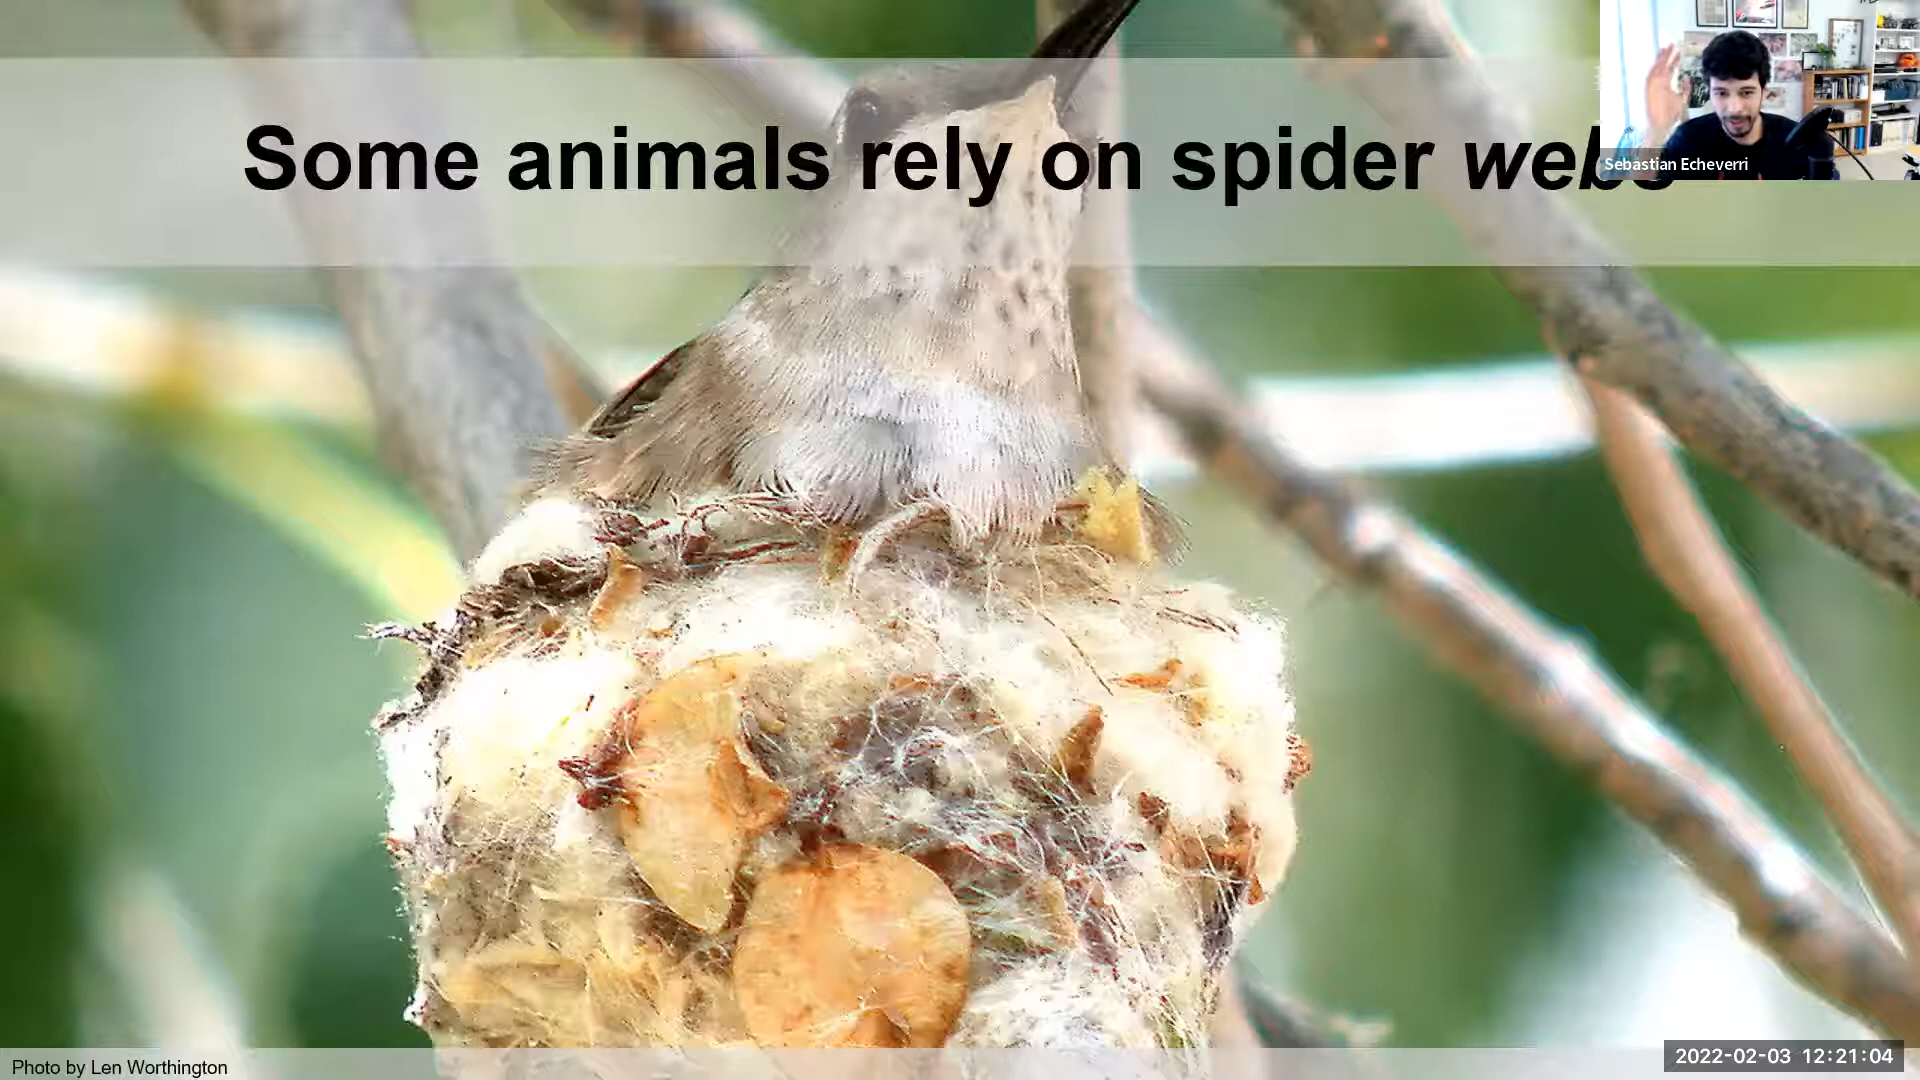 Some animals rely on spider webs
Sebastian Echeverri
Photo by Len Worthington
2022-02-03 12:21:04